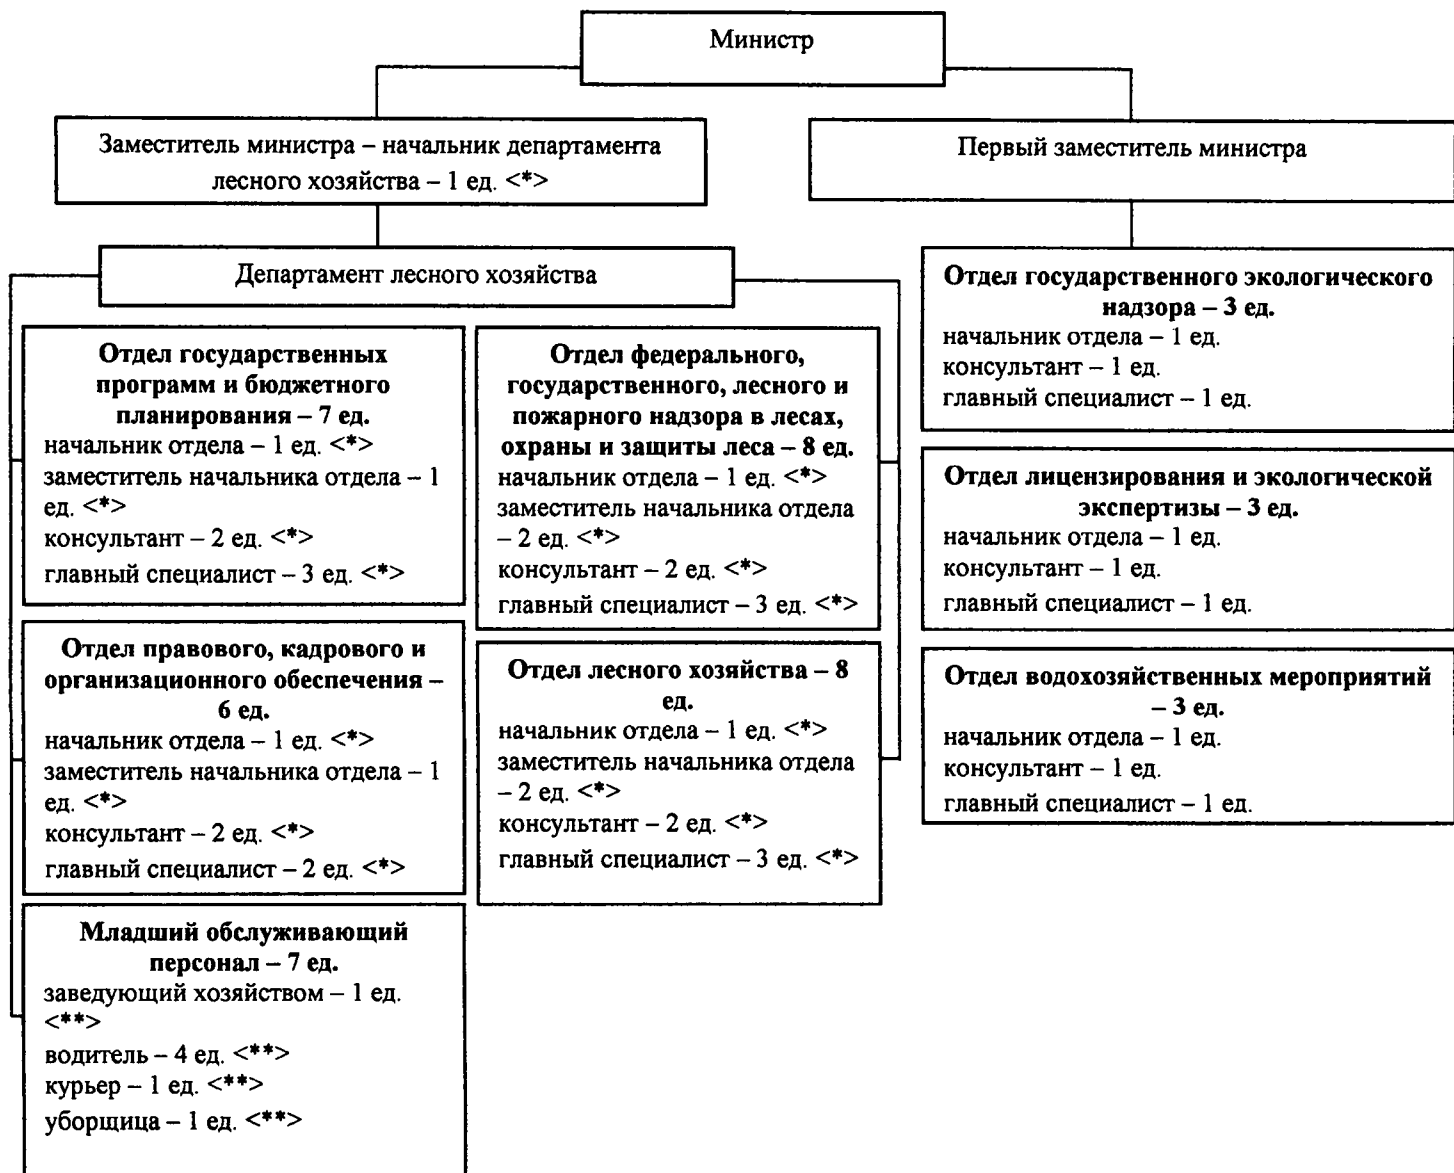 Министр
Заместитель министра – начальник департамента
лесного хозяйства – 1 ед. <*>
Первый заместитель министра
Департамент лесного хозяйства
Отдел государственных
программ и бюджетного
планирования – 7 ед.
начальник отдела – 1 ед. <*>
заместитель начальника отдела – 1
ед. <*>
консультант – 2 ед. <*>
главный специалист – 3 ед. <*>
Отдел правового, кадрового и
организационного обеспечения –
6 ед.
начальник отдела – 1 ед. <*>
заместитель начальника отдела – 1
ед. <*>
консультант – 2 ед. <*>
главный специалист – 2 ед. <*>
Младший обслуживающий
персонал – 7 ед.
заведующий хозяйством – 1 ед.
<**>
водитель – 4 ед. <**>
курьер – 1 ед. <**>
уборщица – 1 ед. <**>
Отдел федерального,
государственного, лесного и
пожарного надзора в лесах,
охраны и защиты леса – 8 ед.
начальник отдела – 1 ед. <*>
заместитель начальника отдела
– 2 ед. <*>
консультант – 2 ед. <*>
главный специалист – 3 ед. <*>
Отдел лесного хозяйства – 8
ед.
начальник отдела – 1 ед. <*>
заместитель начальника отдела
– 2 ед. <*>
консультант – 2 ед. <*>
главный специалист – 3 ед. <*>
Отдел государственного экологического
надзора – 3 ед.
начальник отдела – 1 ед.
консультант – 1 ед.
главный специалист – 1 ед.
Отдел лицензирования и экологической
экспертизы – 3 ед.
начальник отдела – 1 ед.
консультант – 1 ед.
главный специалист – 1 ед.
Отдел водохозяйственных мероприятий
– 3 ед.
начальник отдела – 1 ед.
консультант – 1 ед.
главный специалист – 1 ед.